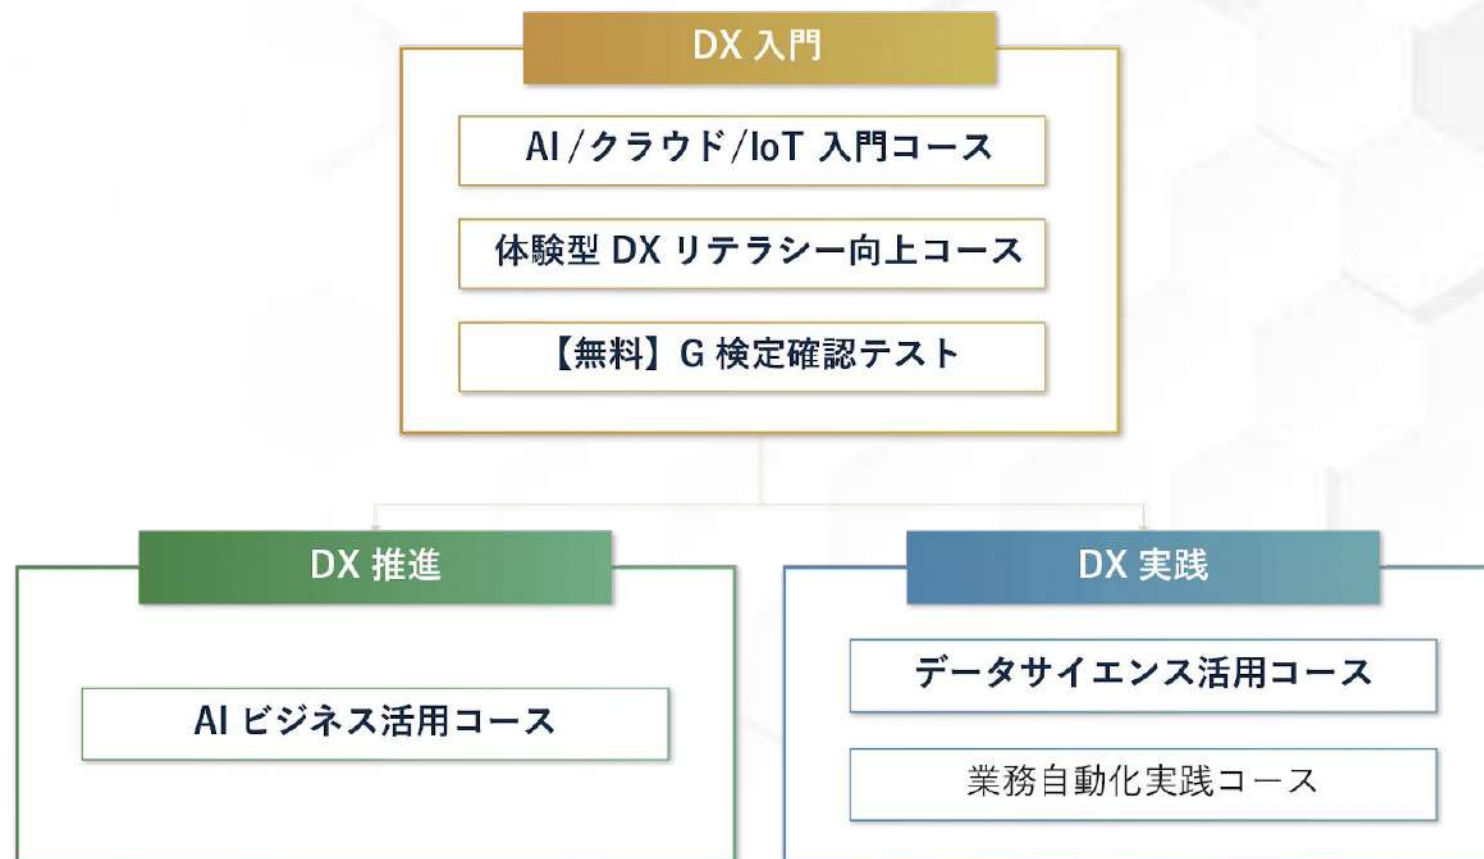 DX 入門
AI/クラウド/IoT 入門コース
体験型 DX リテラシー向上コース
【無料】G 検定確認テスト
DX 推進
AI ビジネス活用コース
DX 実践
データサイエンス活用コース
業務自動化実践コース